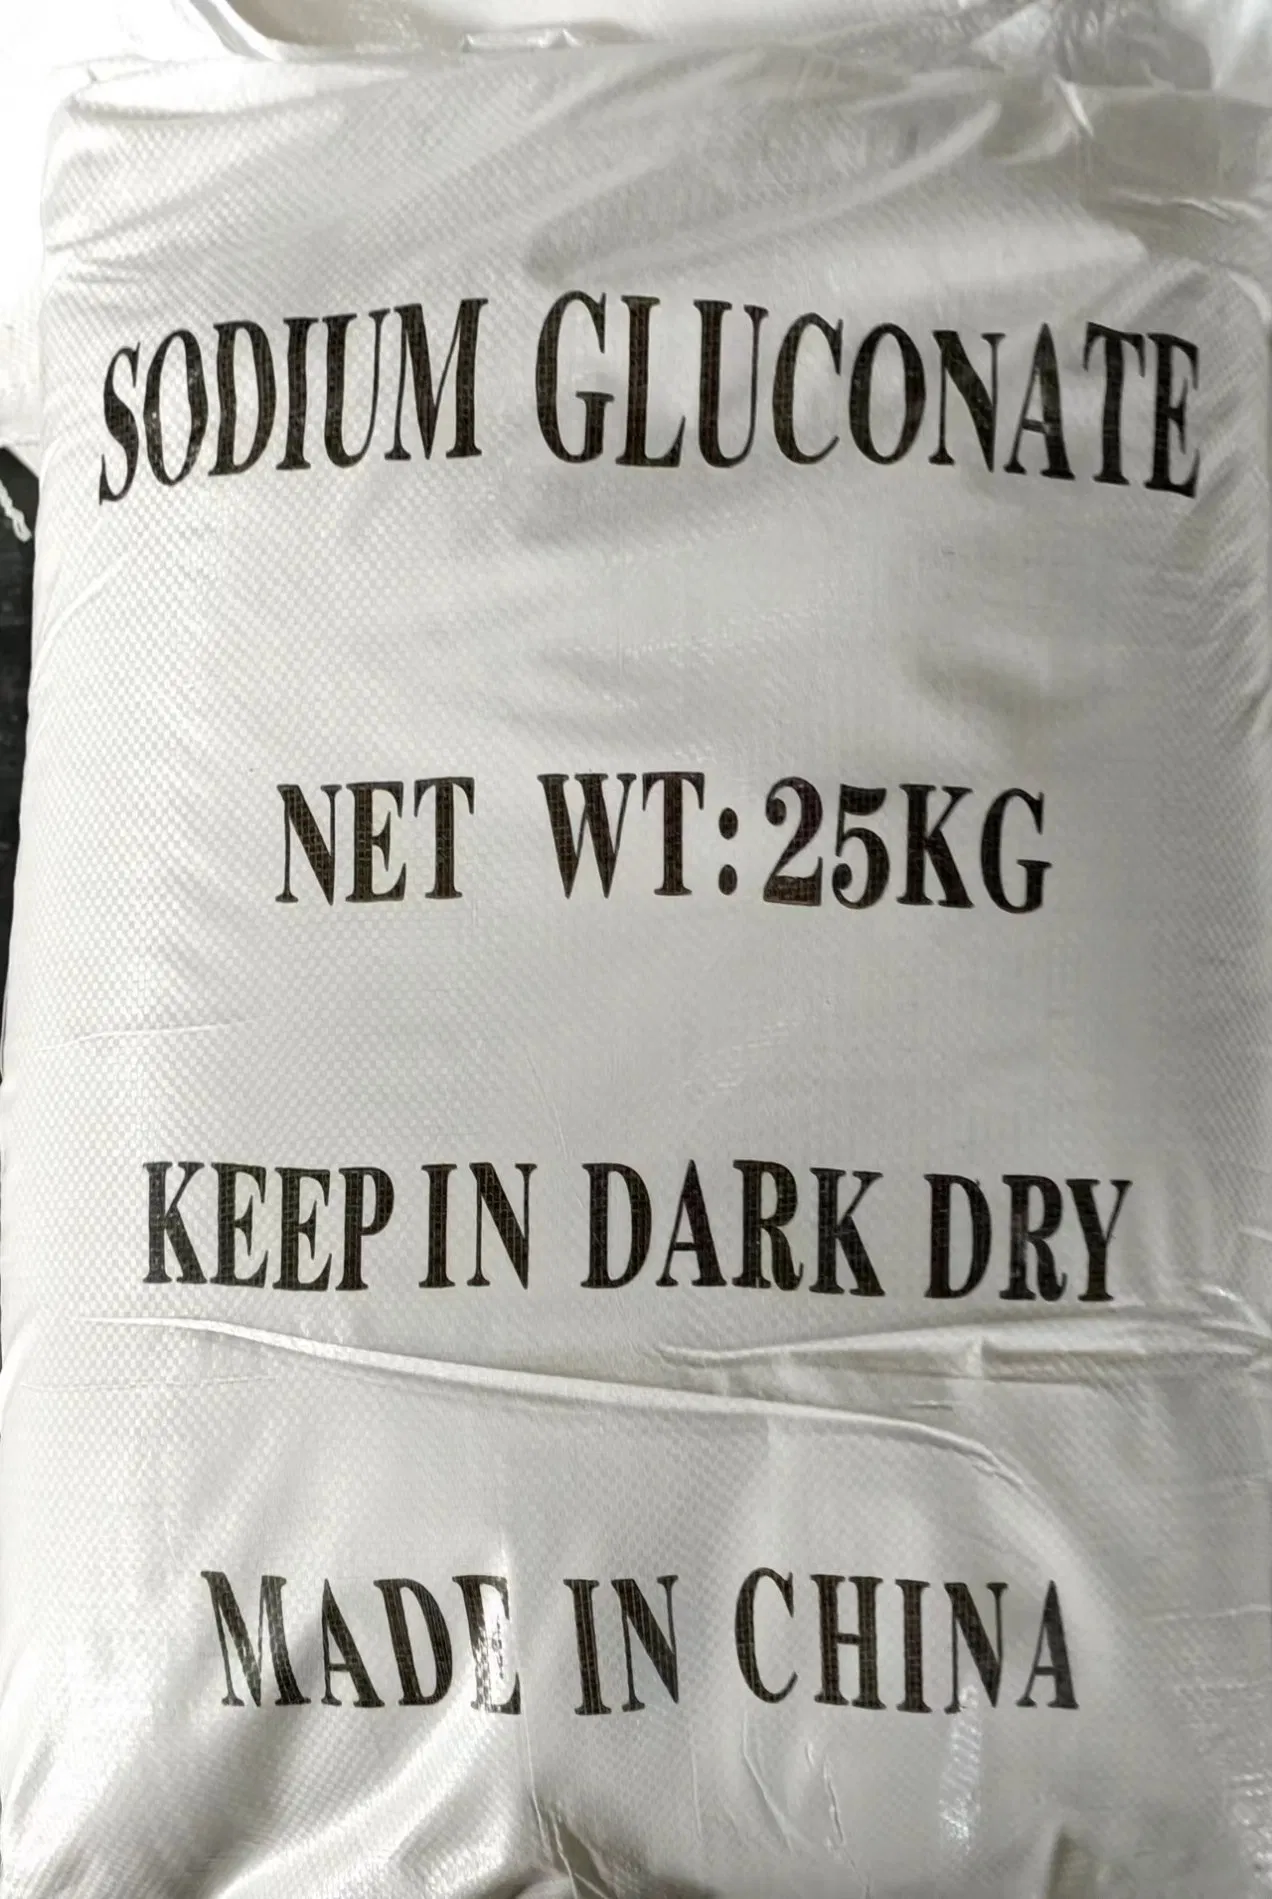 SODIUM GLUCONATE
NET WT:25KG
KEEP IN DARK DRY
MADE IN CHINA